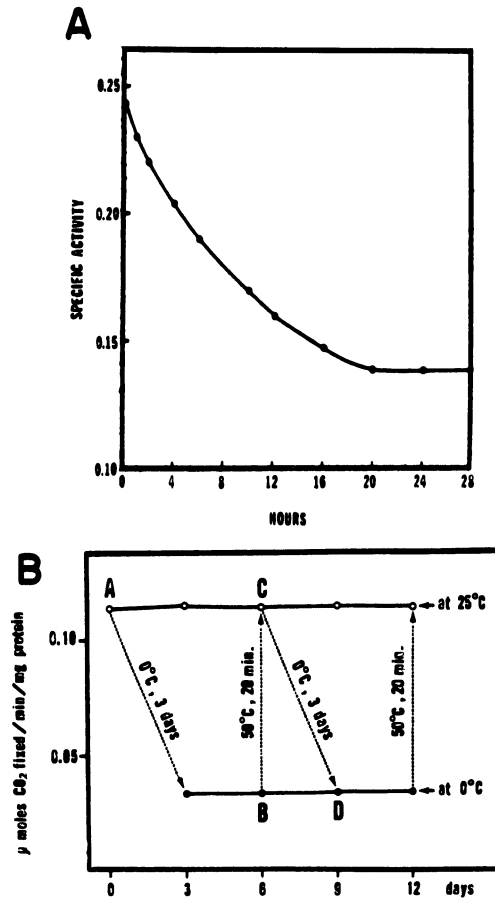 A
SPECIFIC ACTIVITY
0.25
0.20
0.15
0.10
0 4 8 12 16 20 24 28
HOURS
B
μ moles CO₂ fixed/min/mg protein
0.10
0.05
A
C
at 25°C
0°C, 3 days
50°C, 20 min.
0°C, 3 days
50°C, 20 min.
B
D
at 0°C
0 3 6 9 12 days